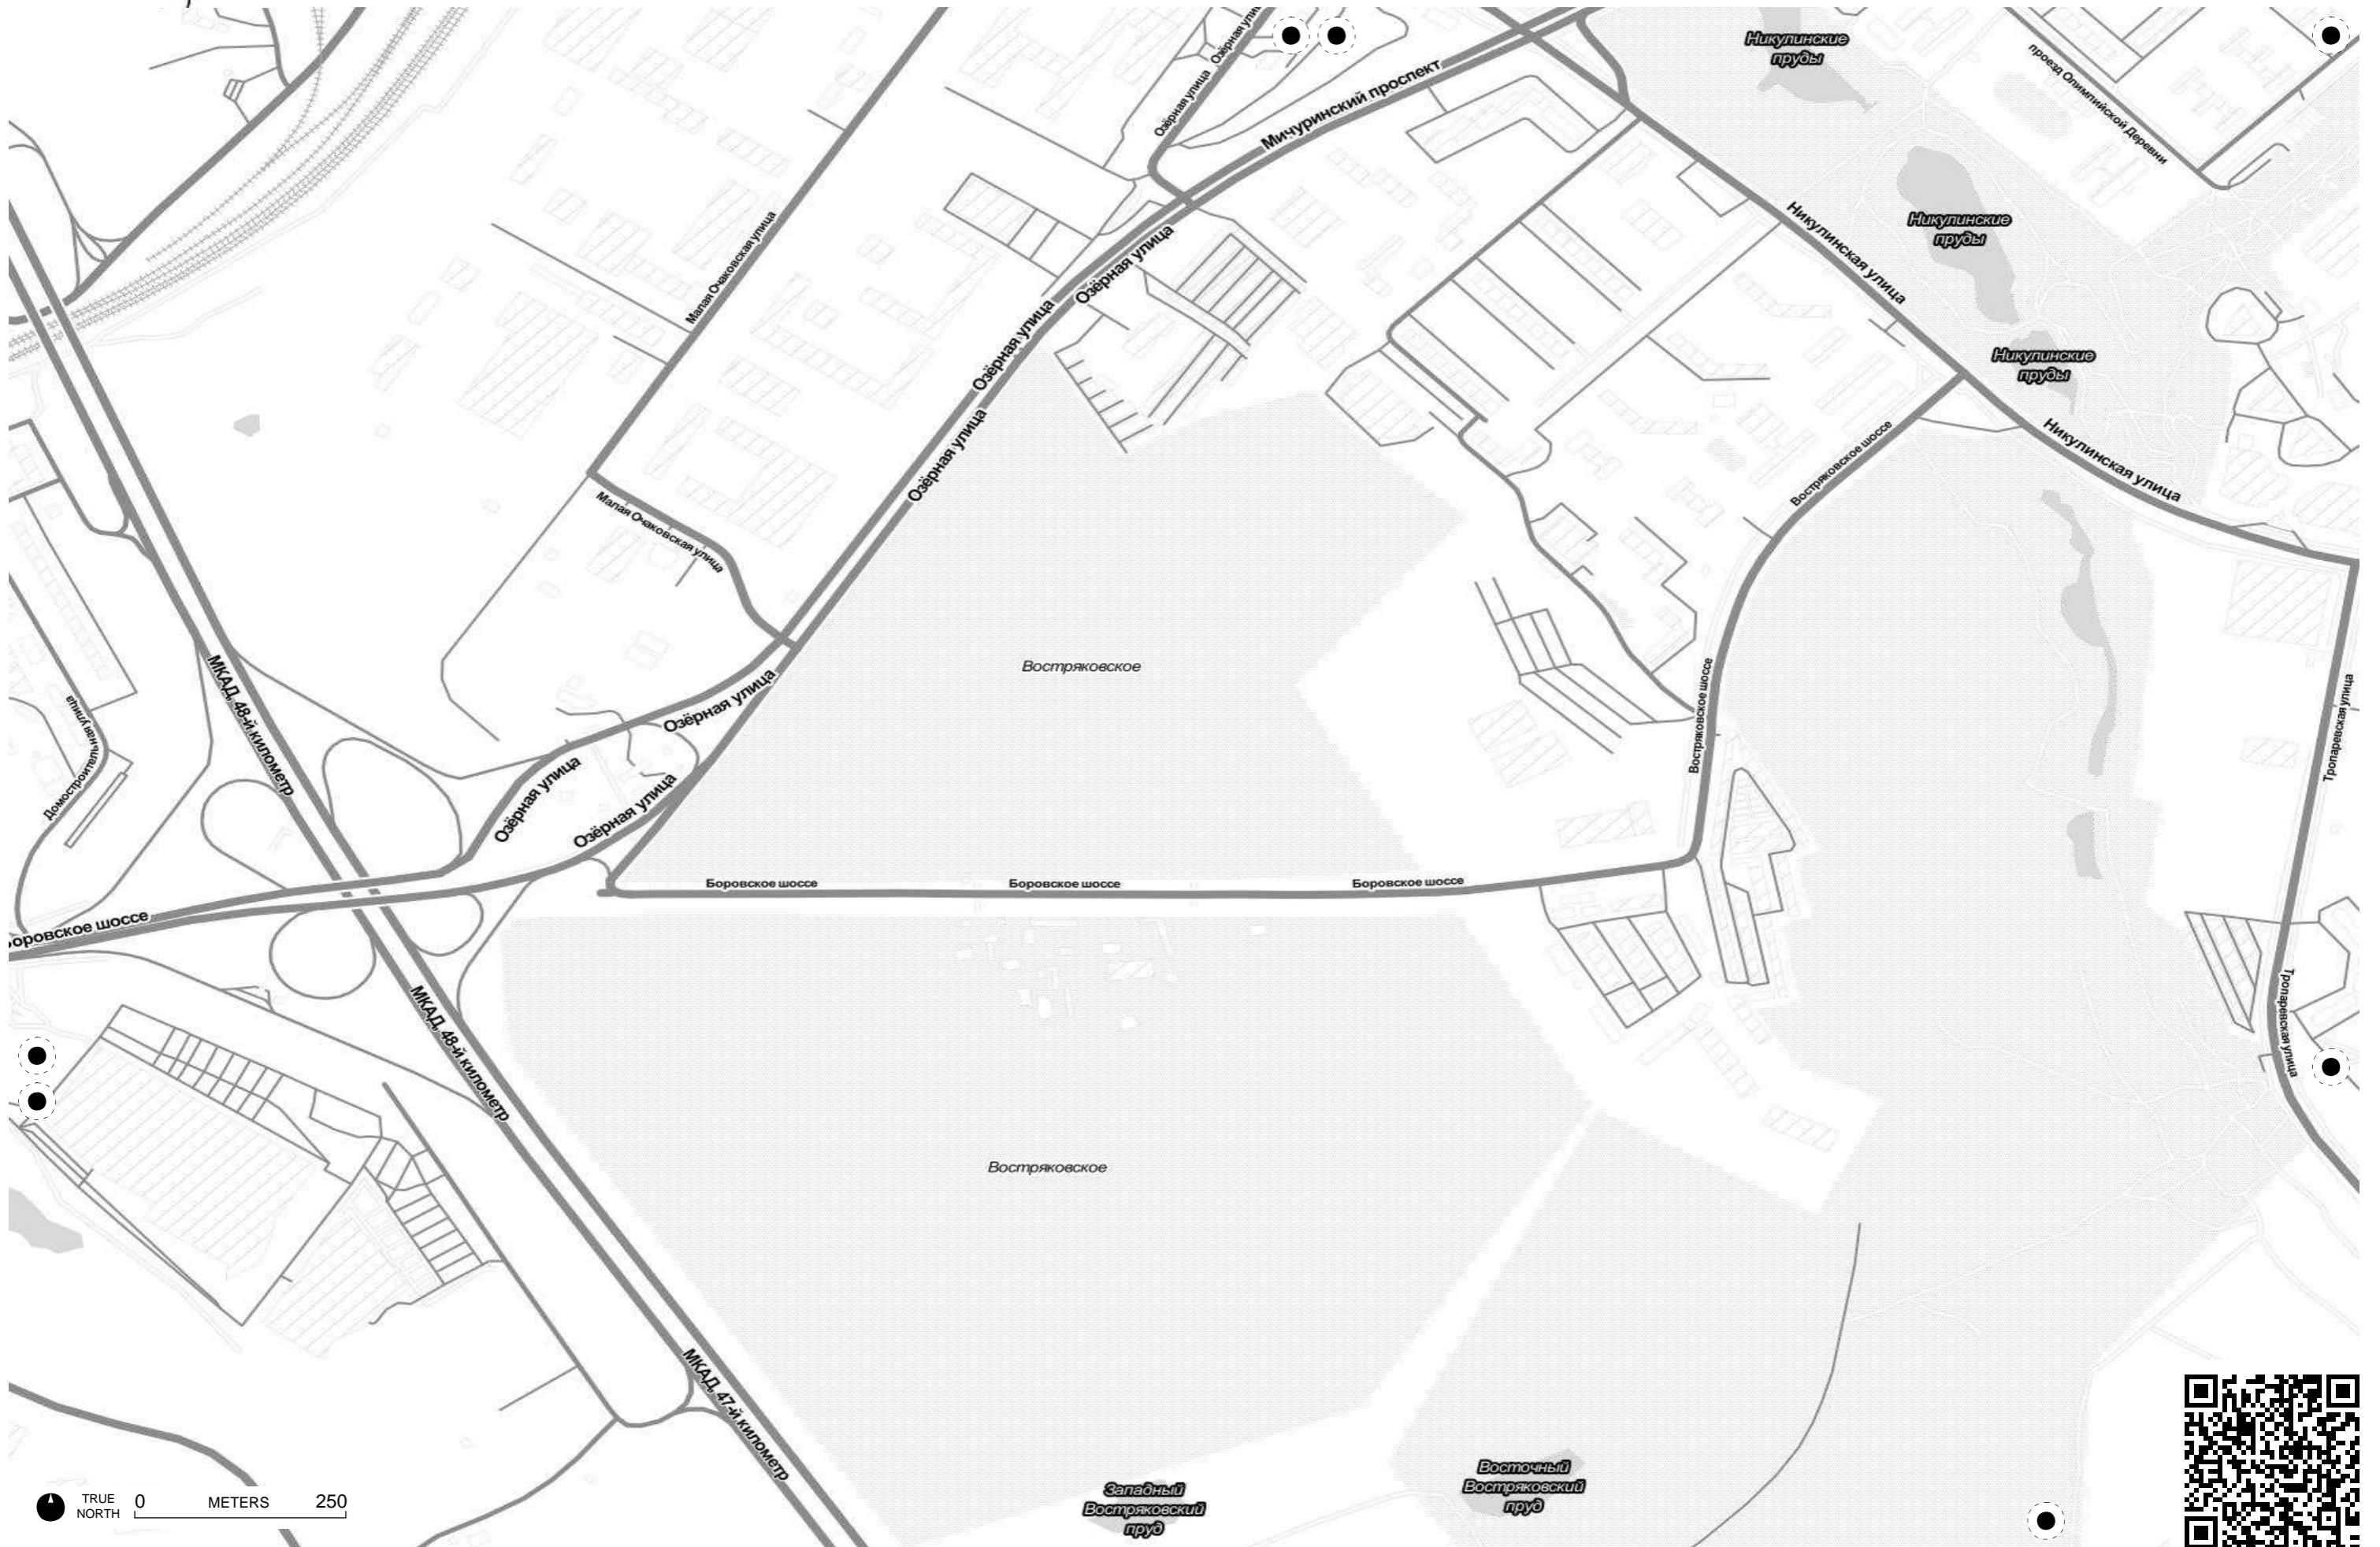 Озёрная улица
Озёрная улица
Никулинские
пруды
проезд Олимпийской Деревни
Мичуринский проспект
Малая Очаковская улица
Озёрная улица
Никулинская улица
Никулинские
пруды
Озёрная улица
Никулинские
пруды
Озёрная улица
Востряковское шоссе
Никулинская улица
Малая Очаковская улица
Востряковское
Озёрная улица
МКАД, 48-й километр
Домостроительная улица
Востряковское шоссе
Тропаревская улица
Озёрная улица
Озёрная улица
Боровское шоссе
Боровское шоссе
Боровское шоссе
Боровское шоссе
МКАД, 48-й километр
Тропаревская улица
Востряковское
МКАД, 47-й километр
Западный
Востряковский
пруд
Восточный
Востряковский
пруд
TRUE
NORTH
0 METERS 250